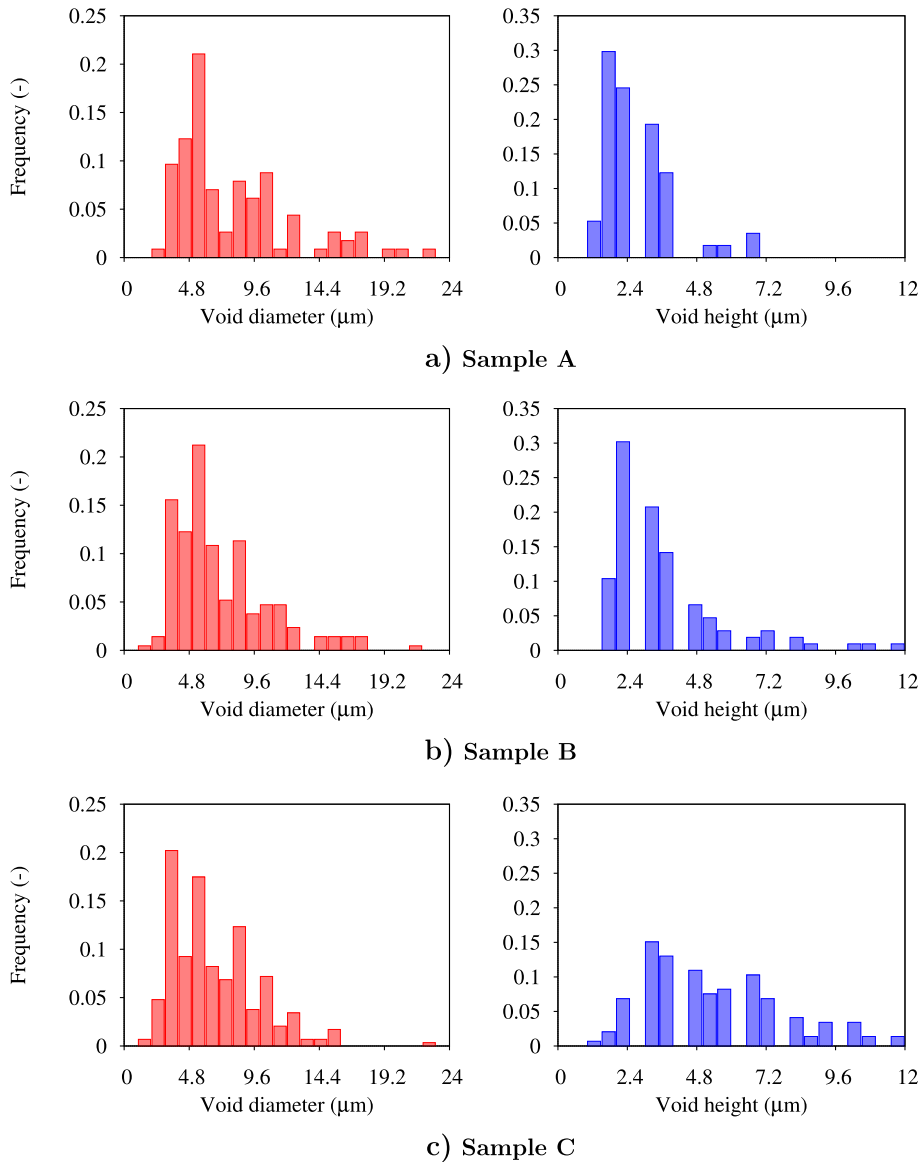 Frequency (-)
0.25
0.2
0.15
0.1
0.05
0
0 4.8 9.6 14.4 19.2 24
Void diameter (μm)
0.35
0.3
0.25
0.2
0.15
0.1
0.05
0
0 2.4 4.8 7.2 9.6 12
Void height (μm)
a) Sample A
Frequency (-)
0.25
0.2
0.15
0.1
0.05
0
0 4.8 9.6 14.4 19.2 24
Void diameter (μm)
0.35
0.3
0.25
0.2
0.15
0.1
0.05
0
0 2.4 4.8 7.2 9.6 12
Void height (μm)
b) Sample B
Frequency (-)
0.25
0.2
0.15
0.1
0.05
0
0 4.8 9.6 14.4 19.2 24
Void diameter (μm)
0.35
0.3
0.25
0.2
0.15
0.1
0.05
0
0 2.4 4.8 7.2 9.6 12
Void height (μm)
c) Sample C